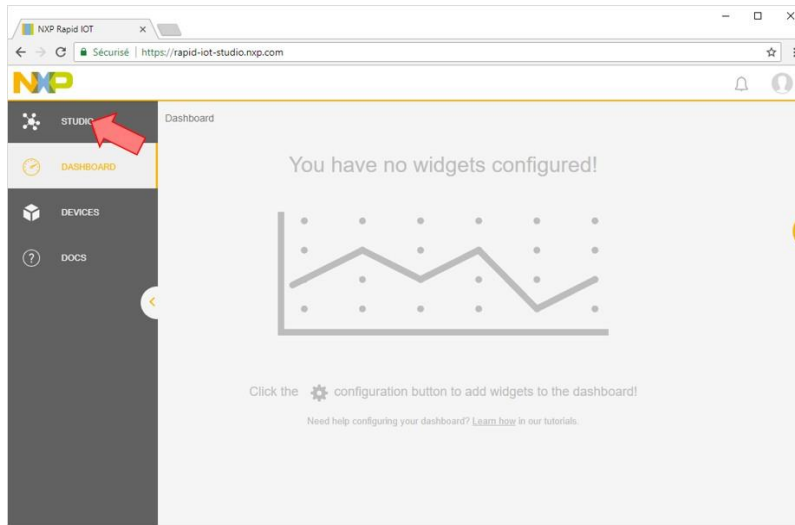 NXP Rapid IOT
Sécurisé | https://rapid-iot-studio.nxp.com
NXP
STUDIO
Dashboard
DASHBOARD
You have no widgets configured!
DEVICES
DOCS
Click the configuration button to add widgets to the dashboard!
Need help configuring your dashboard? Learn how in our tutorials.